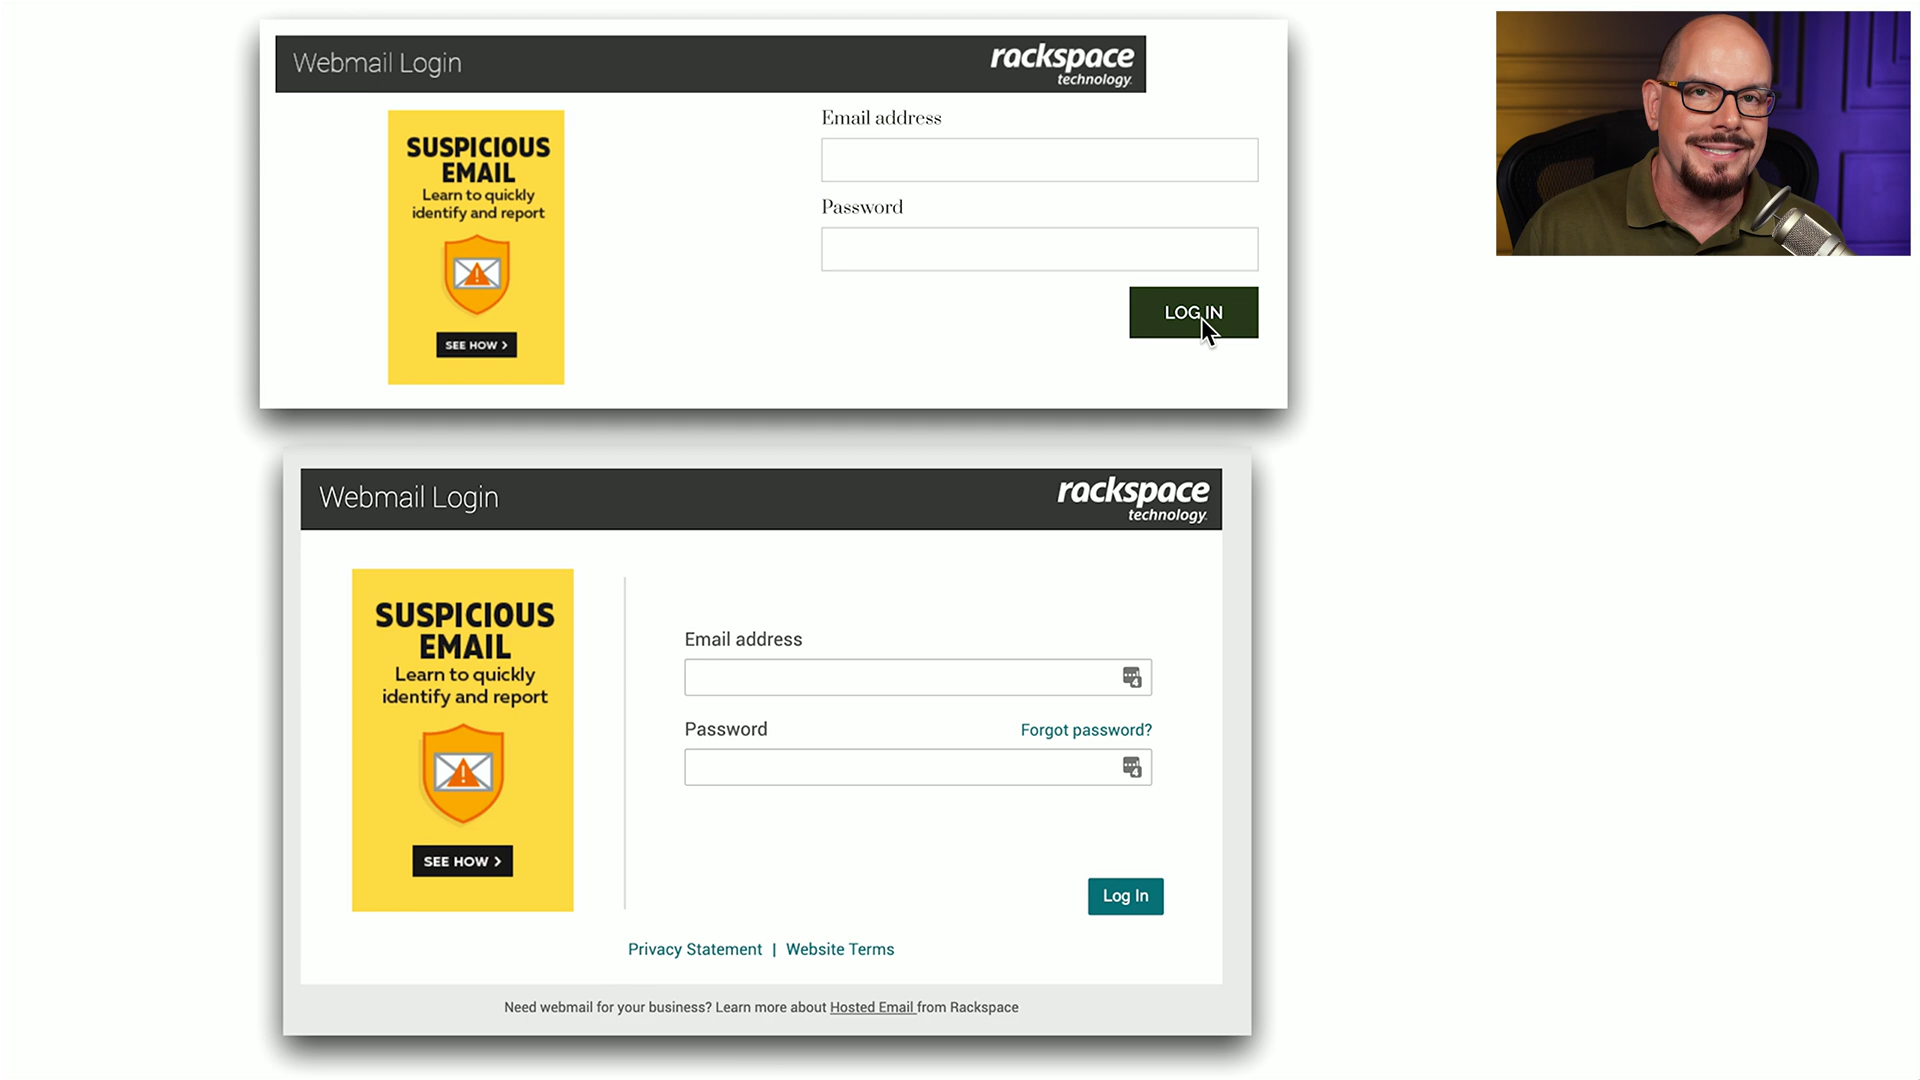 Webmail Login
rackspace
technology.
SUSPICIOUS
EMAIL
Learn to quickly
identify and report
SEE HOW >
Email address
Password
LOG IN
Webmail Login
rackspace
technology.
SUSPICIOUS
EMAIL
Learn to quickly
identify and report
SEE HOW >
Email address
Password Forgot password?
Log In
Privacy Statement | Website Terms
Need webmail for your business? Learn more about Hosted Email from Rackspace